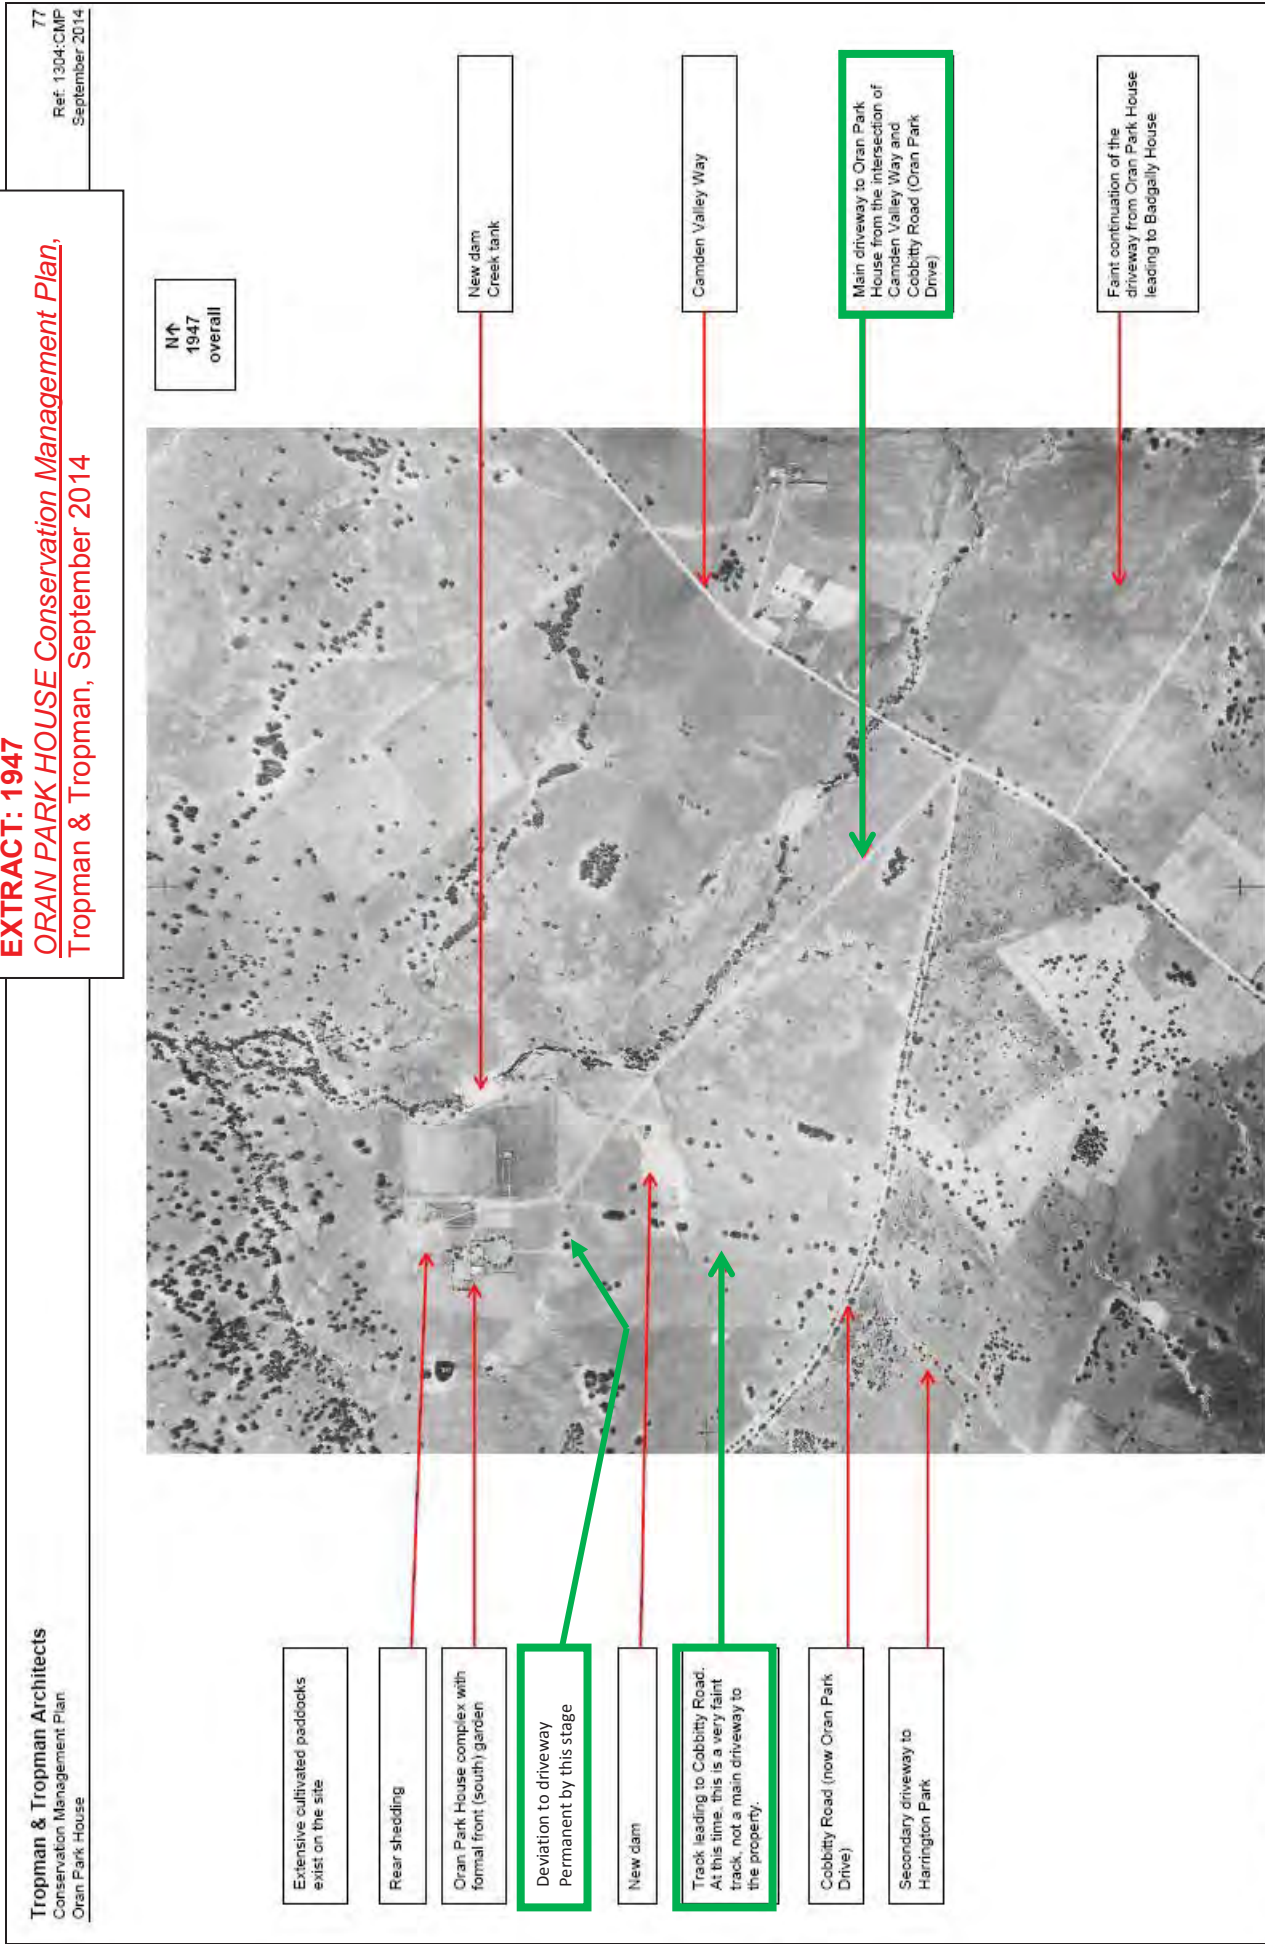 Tropman & Tropman Architects
Conservation Management Plan
Oran Park House
EXTRACT: 1947
ORAN PARK HOUSE Conservation Management Plan,
Tropman & Tropman, September 2014
77
Ref: 1304:CMP
September 2014
N↑
1947
overall
Extensive cultivated paddocks
exist on the site
Rear shedding
Oran Park House complex with
formal front (south) garden
Deviation to driveway
Permanent by this stage
New dam
Track leading to Cobbitty Road.
At this time, this is a very faint
track, not a main driveway to
the property.
Cobbitty Road (now Oran Park
Drive)
Secondary driveway to
Harrington Park
New dam
Creek tank
Camden Valley Way
Main driveway to Oran Park
House from the intersection of
Camden Valley Way and
Cobbitty Road (Oran Park
Drive)
Faint continuation of the
driveway from Oran Park House
leading to Badgally House